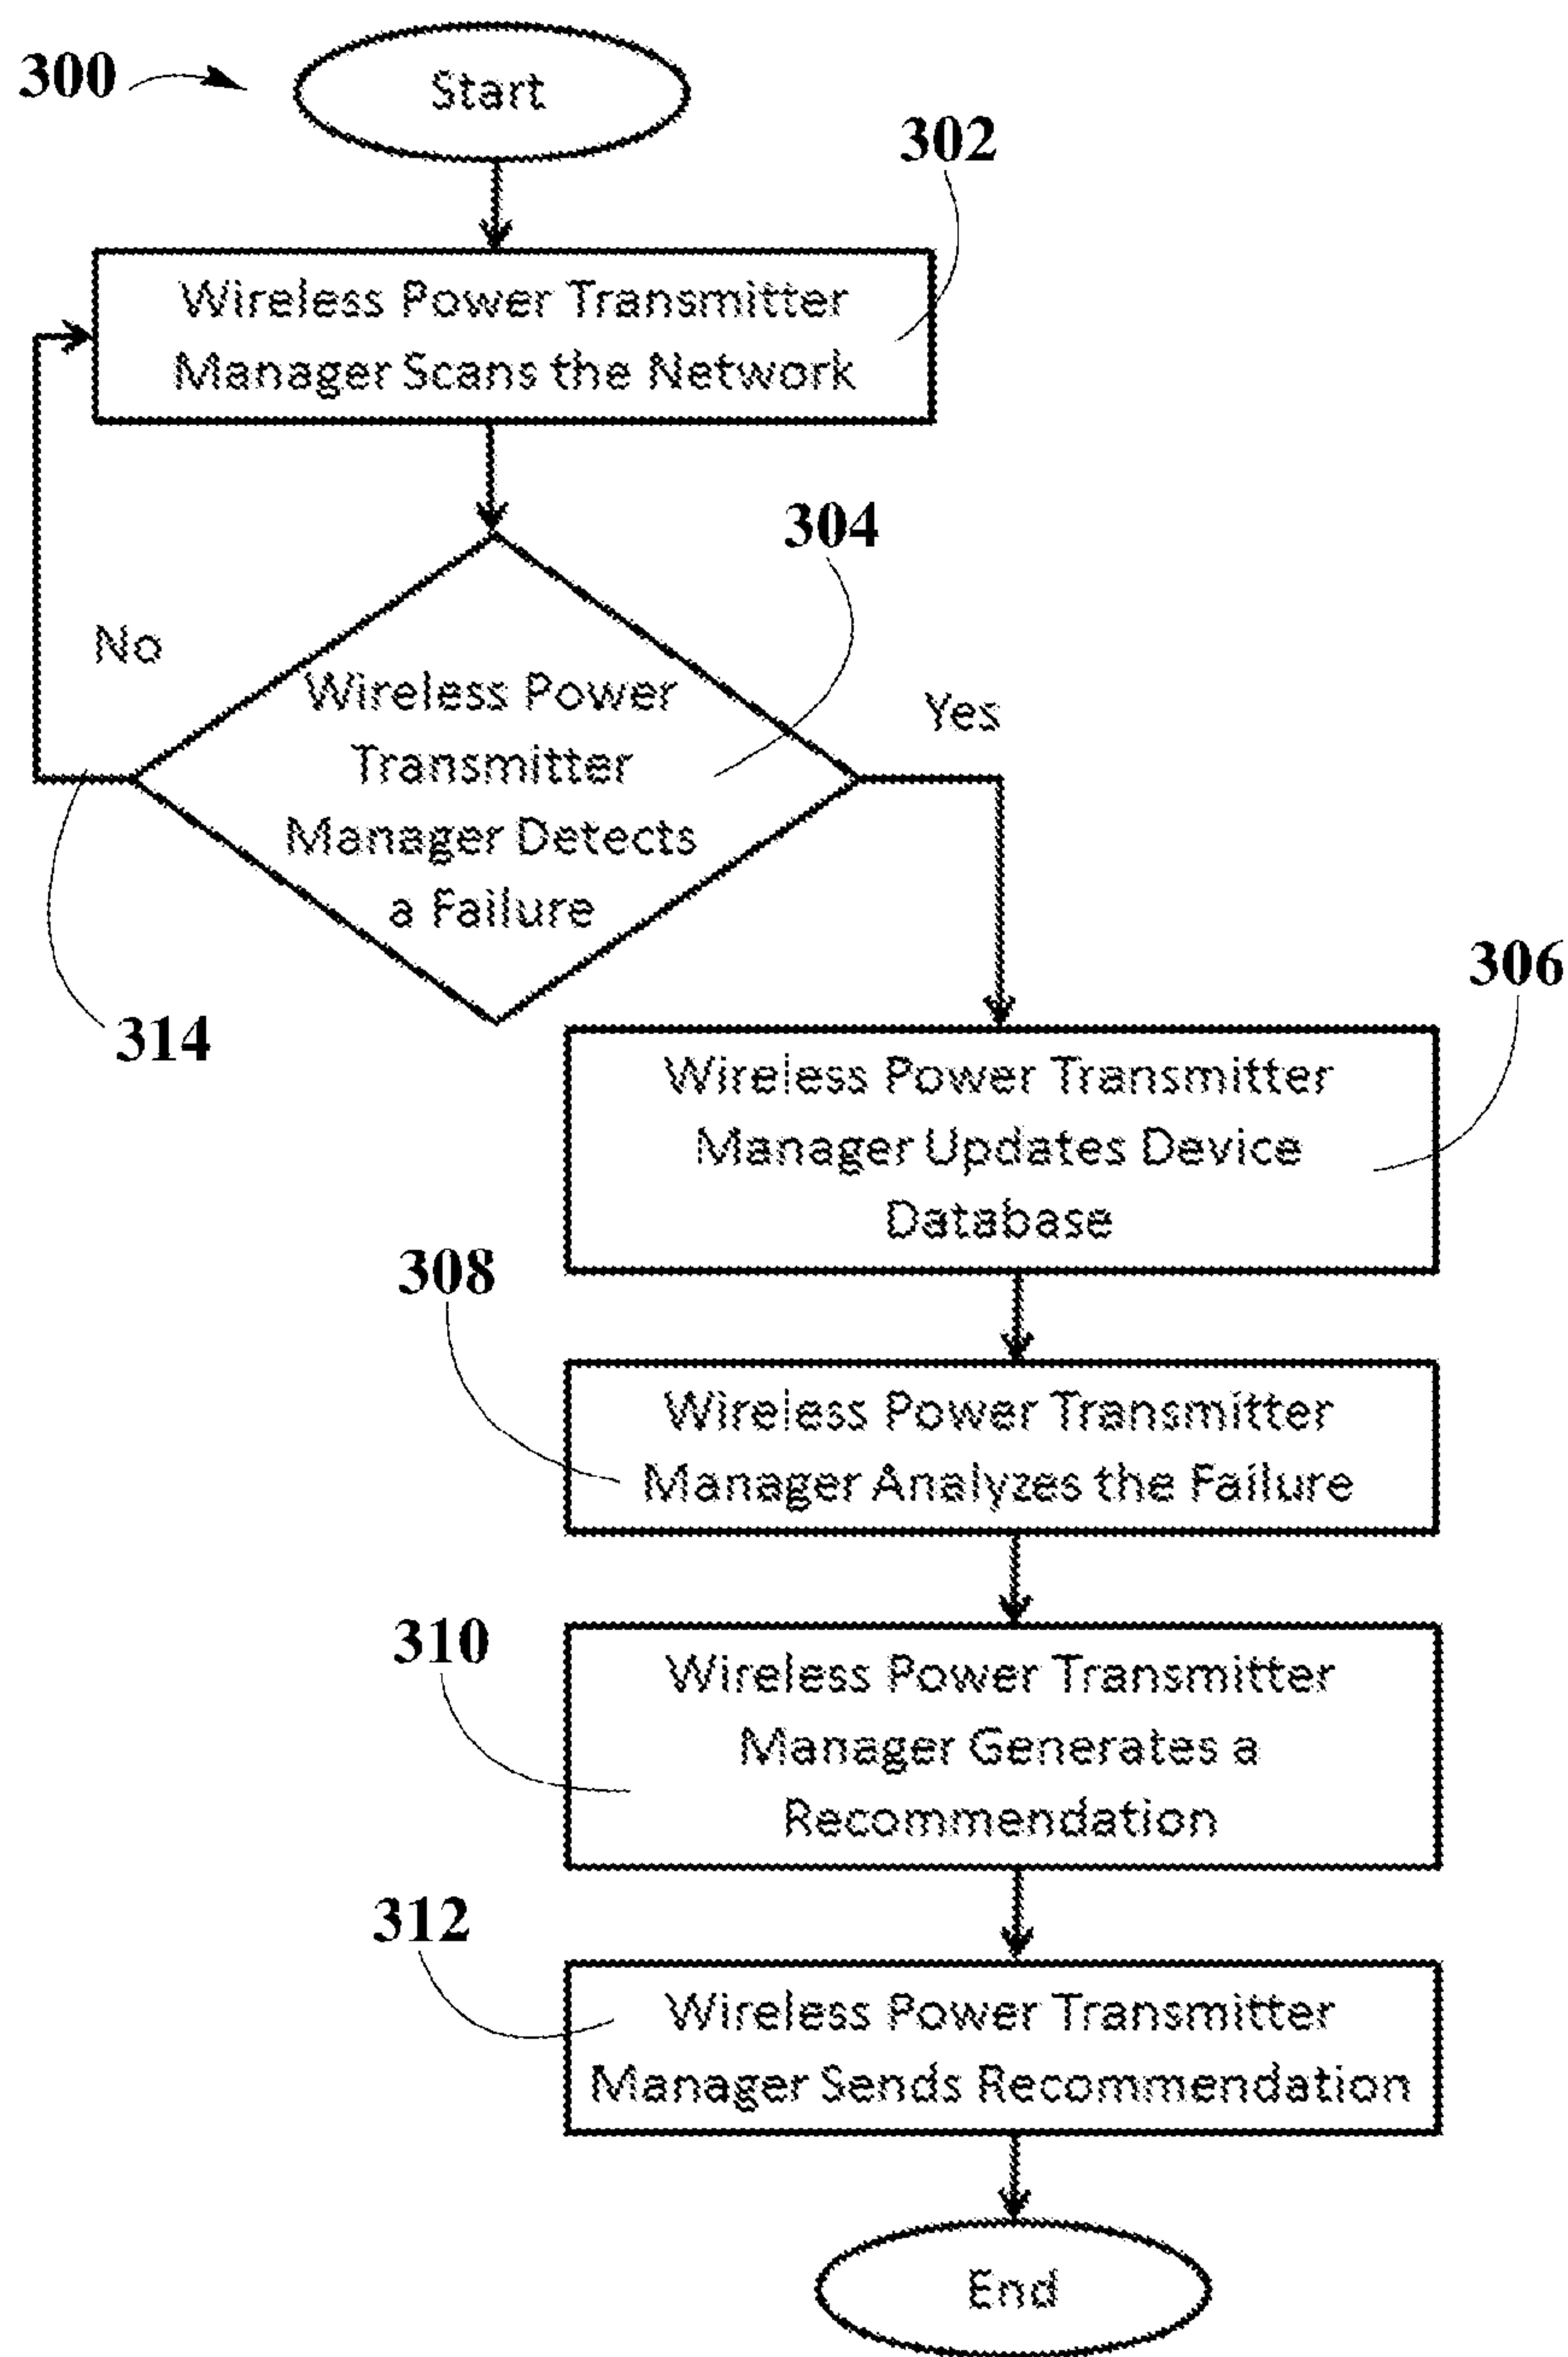 300
Start
302
Wireless Power Transmitter
Manager Scans the Network
304
No
Wireless Power
Transmitter
Manager Detects
a Failure
Yes
314
306
Wireless Power Transmitter
Manager Updates Device
Database
308
Wireless Power Transmitter
Manager Analyzes the Failure
310
Wireless Power Transmitter
Manager Generates a
Recommendation
312
Wireless Power Transmitter
Manager Sends Recommendation
End